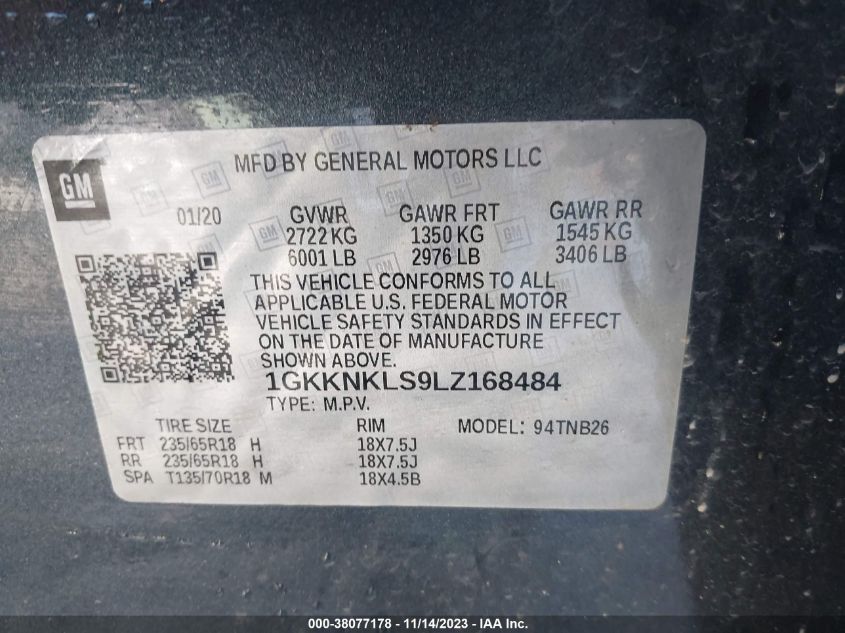 GM
MFD BY GENERAL MOTORS LLC
01/20 GVWR GAWR FRT GAWR RR
2722 KG 1350 KG 1545 KG
6001 LB 2976 LB 3406 LB
THIS VEHICLE CONFORMS TO ALL
APPLICABLE U.S. FEDERAL MOTOR
VEHICLE SAFETY STANDARDS IN EFFECT
ON THE DATE OF MANUFACTURE
SHOWN ABOVE.
1GKKNKLS9LZ168484
TYPE: M.P.V.
TIRE SIZE RIM MODEL: 94TNB26
FRT 235/65R18 H 18X7.5J
RR 235/65R18 H 18X7.5J
SPA T135/70R18 M 18X4.5B
000-38077178 - 11/14/2023 - IAA Inc.